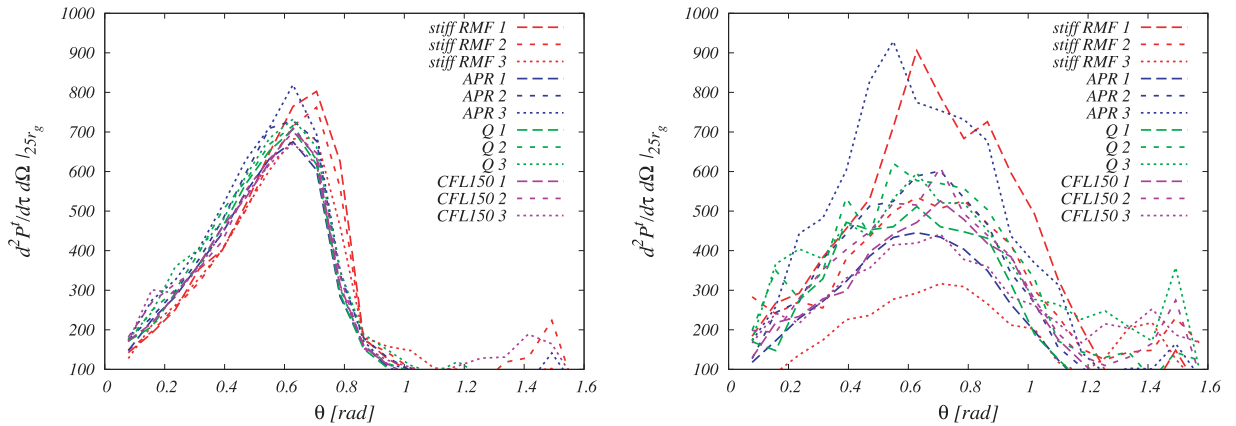 1000
900
800
700
600
500
400
300
200
100
0
0.2
0.4
0.6
0.8
1
1.2
1.4
1.6
θ [rad]
d²Pᵗ/dτ dΩ |25r_g
stiff RMF 1
stiff RMF 2
stiff RMF 3
APR 1
APR 2
APR 3
Q 1
Q 2
Q 3
CFL150 1
CFL150 2
CFL150 3
1000
900
800
700
600
500
400
300
200
100
0
0.2
0.4
0.6
0.8
1
1.2
1.4
1.6
θ [rad]
d²Pᵗ/dτ dΩ |25r_g
stiff RMF 1
stiff RMF 2
stiff RMF 3
APR 1
APR 2
APR 3
Q 1
Q 2
Q 3
CFL150 1
CFL150 2
CFL150 3